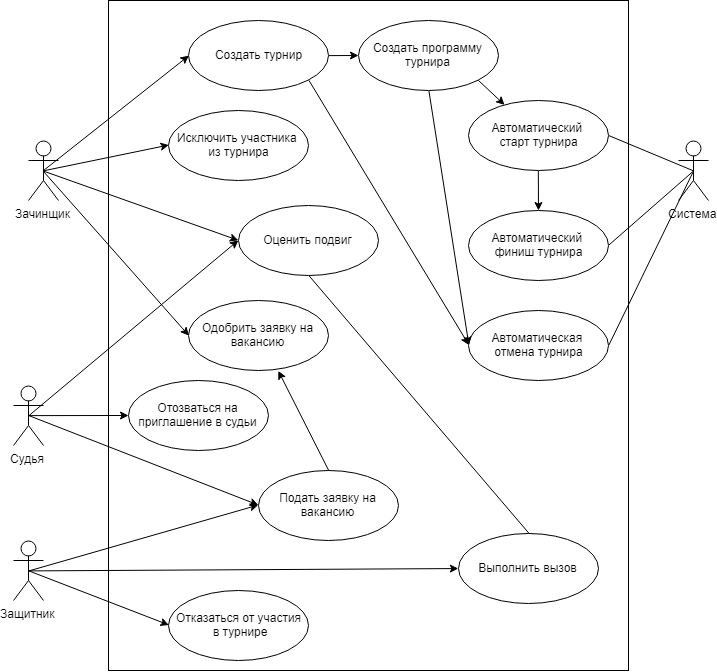 Создать турнир
Создать программу
турнира
Исключить участника
из турнира
Автоматический
старт турнира
Зачинщик
Система
Оценить подвиг
Автоматический
финиш турнира
Одобрить заявку на
вакансию
Автоматическая
отмена турнира
Отозваться на
приглашение в судьи
Судья
Подать заявку на
вакансию
Выполнить вызов
Защитник
Отказаться от участия
в турнире